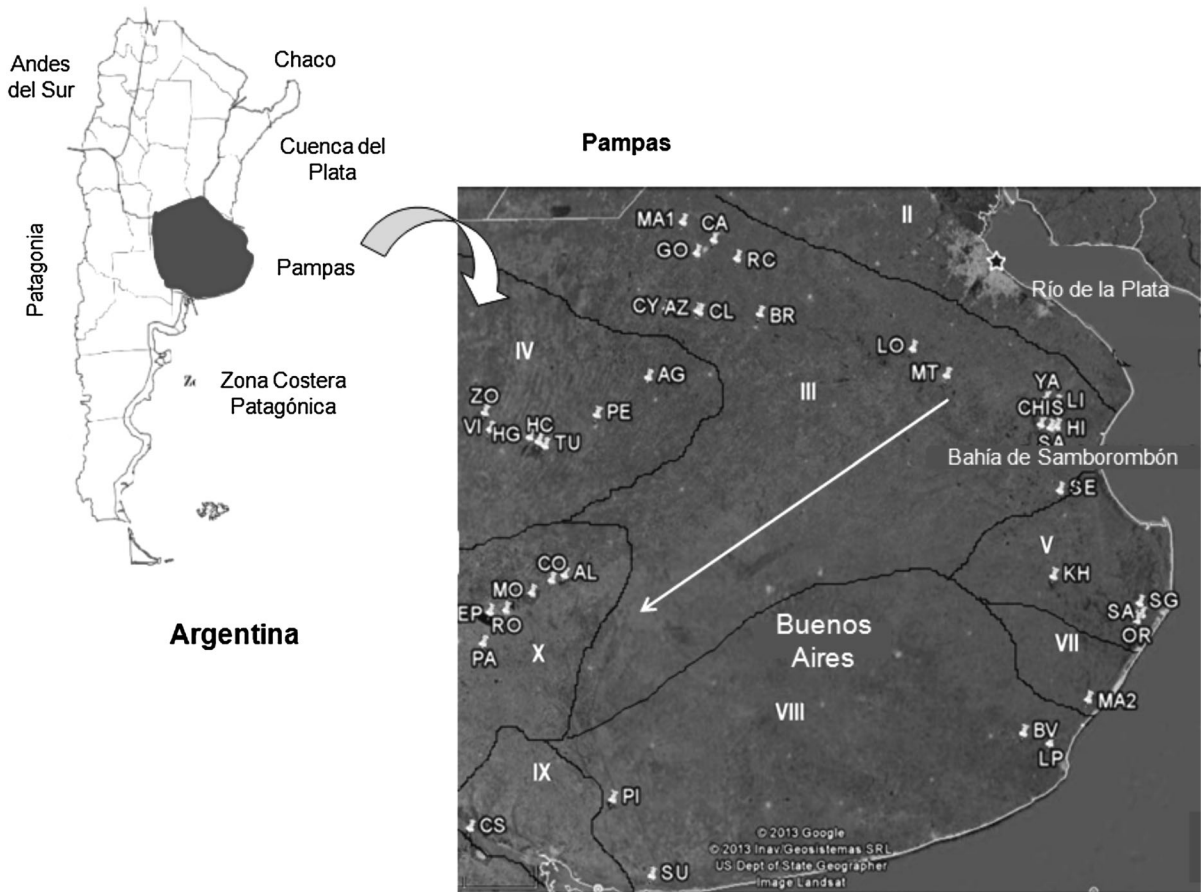 Andes
del Sur
Chaco
Cuenca del
Plata
Patagonia
Pampas
Zona Costera
Patagónica
Argentina
Pampas
II
MA1
CA
GO
RC
Río de la Plata
CY
AZ
CL
BR
LO
MT
IV
AG
III
YA
LI
ZO
PE
CHIS
VI
HG
HC
TU
HI
SA
Bahía de Samborombón
SE
V
CO
AL
KH
MO
EP
RO
SG
SA
OR
PA
X
Buenos
Aires
VII
MA2
VIII
BV
LP
IX
PI
CS
SU
© 2013 Google
© 2013 Inav/Geosistemas SRL
US Dept of State Geographer
Image Landsat